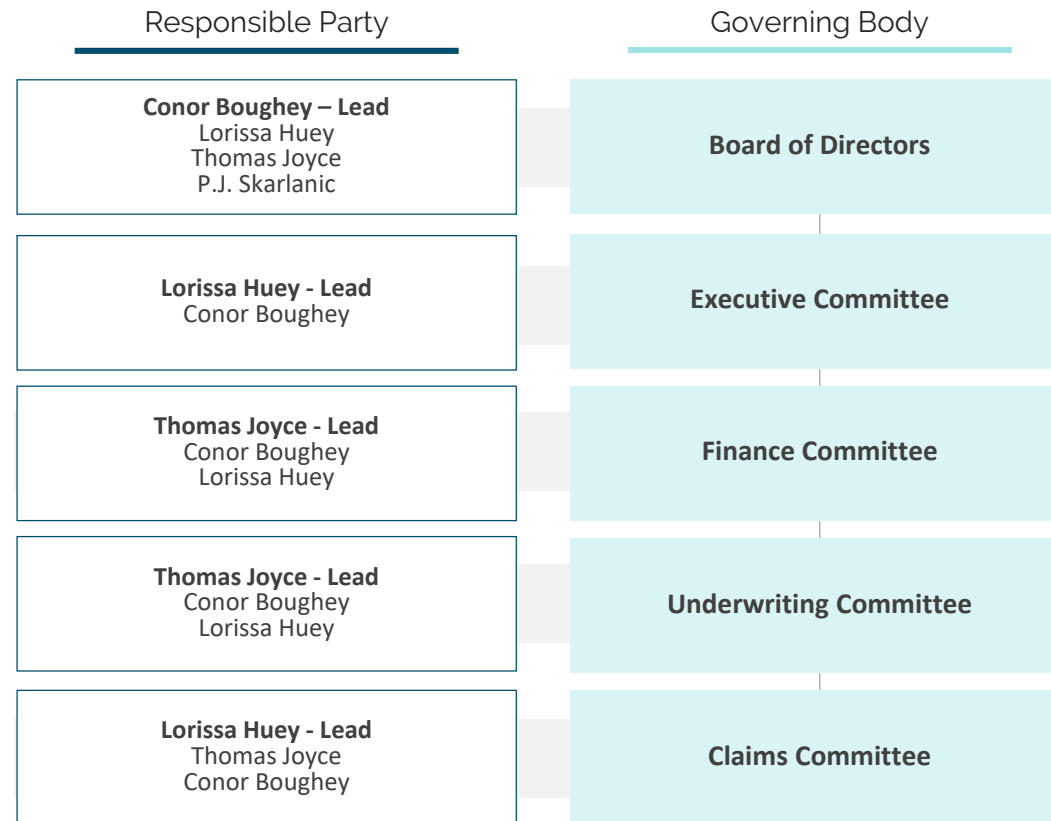 Responsible Party
Governing Body
Conor Boughey – Lead
Lorissa Huey
Thomas Joyce
P.J. Skarlanic
Board of Directors
Lorissa Huey - Lead
Conor Boughey
Executive Committee
Thomas Joyce - Lead
Conor Boughey
Lorissa Huey
Finance Committee
Thomas Joyce - Lead
Conor Boughey
Lorissa Huey
Underwriting Committee
Lorissa Huey - Lead
Thomas Joyce
Conor Boughey
Claims Committee